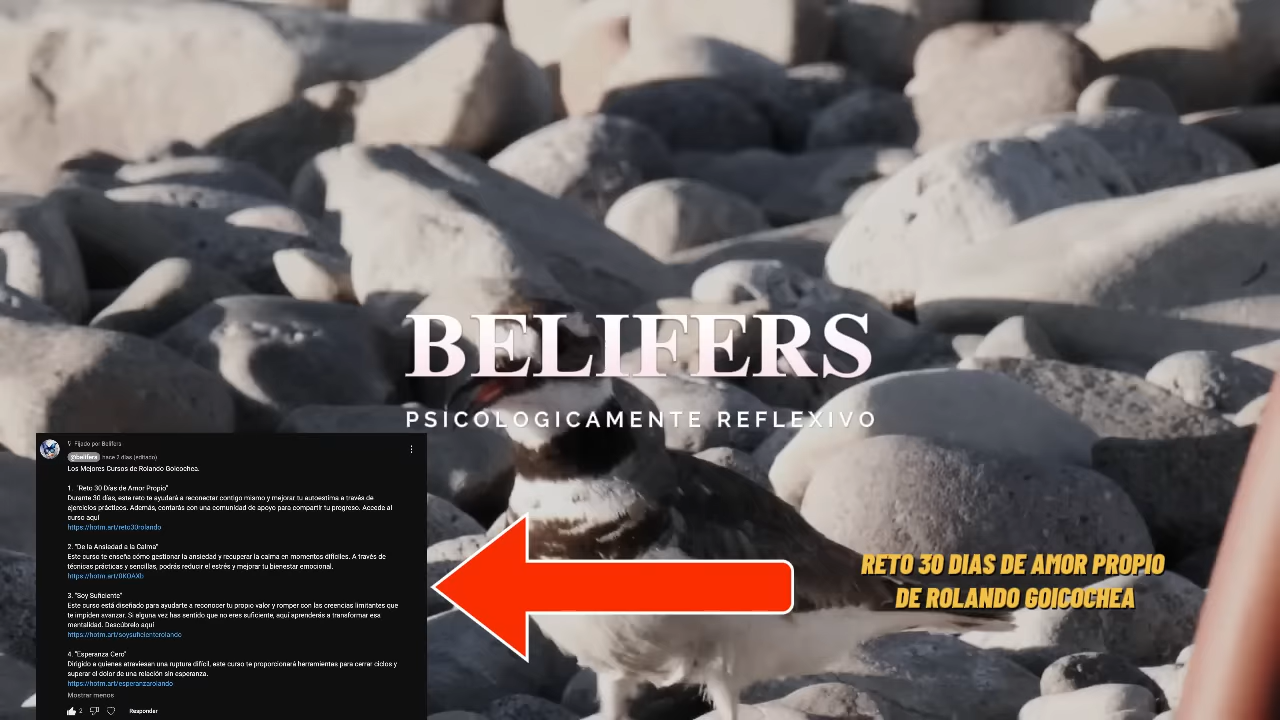 BELIFERS
PSICOLOGICAMENTE REFLEXIVO
Fijado por Belifers
@belifers hace 2 días (editado)
Los Mejores Cursos de Rolando Goicochea.
1. "Reto 30 Días de Amor Propio"
Durante 30 días, este reto te ayudará a reconectar contigo mismo y mejorar tu autoestima a través de
ejercicios prácticos. Además, contarás con una comunidad de apoyo para compartir tu progreso. Accede al
curso aquí
https://hotm.art/reto30rolando
2. "De la Ansiedad a la Calma"
Este curso te enseña cómo gestionar la ansiedad y recuperar la calma en momentos difíciles. A través de
técnicas prácticas y sencillas, podrás reducir el estrés y mejorar tu bienestar emocional.
https://hotm.art/0KOAXb
3. "Soy Suficiente"
Este curso está diseñado para ayudarte a reconocer tu propio valor y romper con las creencias limitantes que
te impiden avanzar. Si alguna vez has sentido que no eres suficiente, aquí aprenderás a transformar esa
mentalidad. Descúbrelo aquí
https://hotm.art/soysuficienterolando
4. "Esperanza Cero"
Dirigido a quienes atraviesan una ruptura difícil, este curso te proporcionará herramientas para cerrar ciclos y
superar el dolor de una relación sin esperanza.
https://hotm.art/esperanzarolando
Mostrar menos
2 Responder
RETO 30 DIAS DE AMOR PROPIO
DE ROLANDO GOICOCHEA